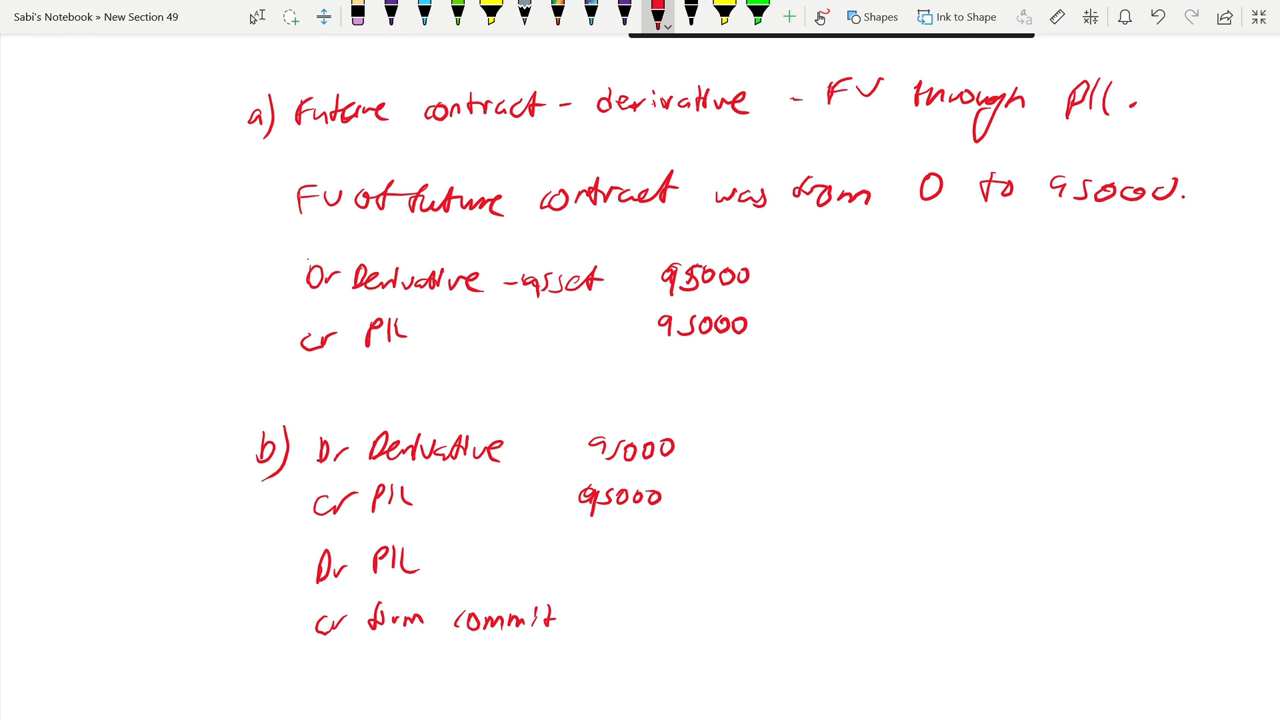 Sabi's Notebook » New Section 49
Shapes
Ink to Shape
a) Future contract - derivative - FV through P/L.
FV of future contract was from 0 to 95000.
Dr Derivative - asset 95000
cr P/L 95000
b) Dr Derivative 95000
cr P/L 95000
Dr P/L
cr firm commit